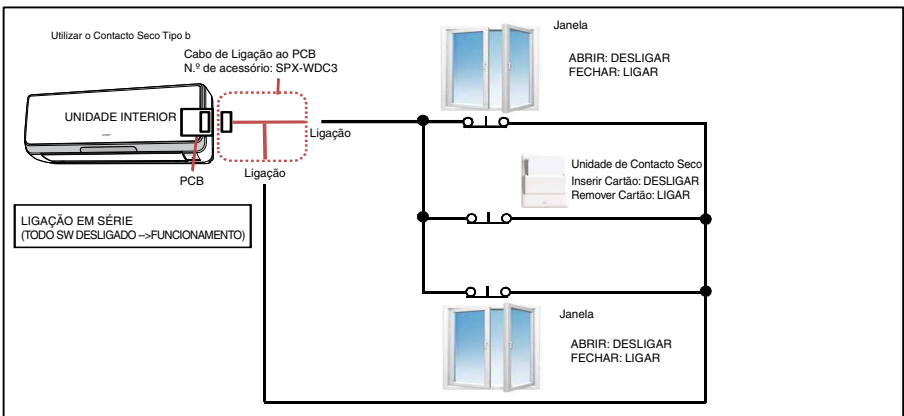 Utilizar o Contacto Seco Tipo b
Cabo de Ligação ao PCB
N.º de acessório: SPX-WDC3
UNIDADE INTERIOR
PCB
Ligação
Ligação
LIGAÇÃO EM SÉRIE
(TODO SW DESLIGADO -->FUNCIONAMENTO)
Janela
ABRIR: DESLIGAR
FECHAR: LIGAR
Unidade de Contacto Seco
Inserir Cartão: DESLIGAR
Remover Cartão: LIGAR
Janela
ABRIR: DESLIGAR
FECHAR: LIGAR